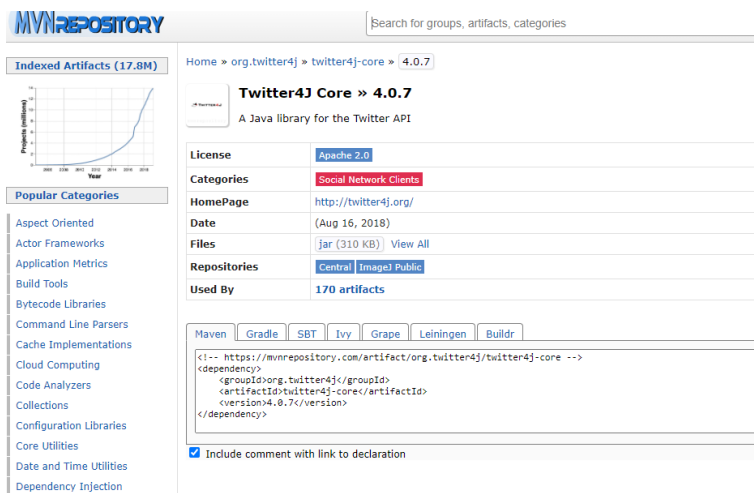 MVNREPOSITORY
Search for groups, artifacts, categories
Indexed Artifacts (17.8M)
Projects (millions)
Year
Popular Categories
Aspect Oriented
Actor Frameworks
Application Metrics
Build Tools
Bytecode Libraries
Command Line Parsers
Cache Implementations
Cloud Computing
Code Analyzers
Collections
Configuration Libraries
Core Utilities
Date and Time Utilities
Dependency Injection
Home » org.twitter4j » twitter4j-core » 4.0.7
Twitter4J Core » 4.0.7
A Java library for the Twitter API
License Apache 2.0
Categories Social Network Clients
HomePage http://twitter4j.org/
Date (Aug 16, 2018)
Files jar (310 KB) View All
Repositories Central ImageJ Public
Used By 170 artifacts
Maven Gradle SBT Ivy Grape Leiningen Buildr
<!-- https://mvnrepository.com/artifact/org.twitter4j/twitter4j-core -->
<dependency>
    <groupId>org.twitter4j</groupId>
    <artifactId>twitter4j-core</artifactId>
    <version>4.0.7</version>
</dependency>
Include comment with link to declaration